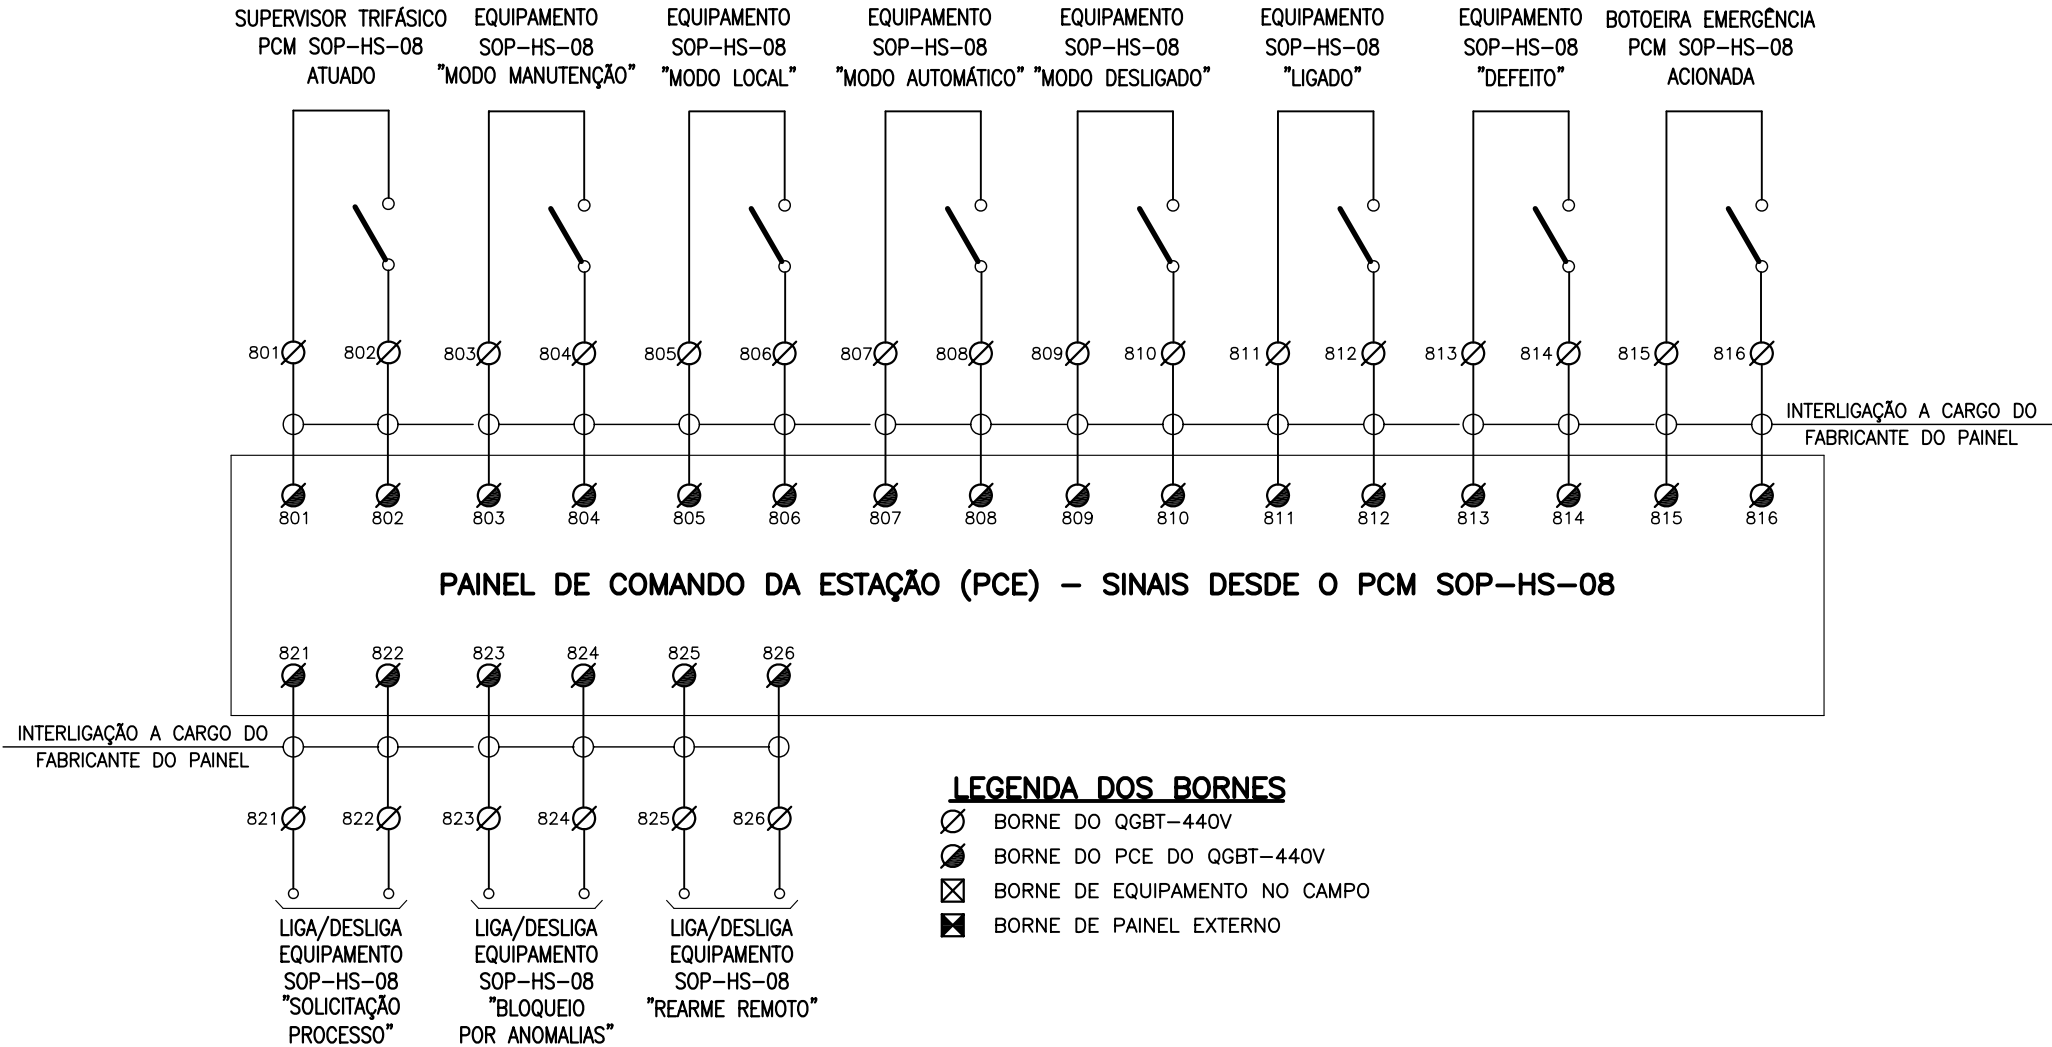 SUPERVISOR TRIFÁSICO
PCM SOP-HS-08
ATUADO
EQUIPAMENTO
SOP-HS-08
"MODO MANUTENÇÃO"
EQUIPAMENTO
SOP-HS-08
"MODO LOCAL"
EQUIPAMENTO
SOP-HS-08
"MODO AUTOMÁTICO"
EQUIPAMENTO
SOP-HS-08
"MODO DESLIGADO"
EQUIPAMENTO
SOP-HS-08
"LIGADO"
EQUIPAMENTO
SOP-HS-08
"DEFEITO"
BOTOEIRA EMERGÊNCIA
PCM SOP-HS-08
ACIONADA
801 802 803 804 805 806 807 808 809 810 811 812 813 814 815 816
INTERLIGAÇÃO A CARGO DO
FABRICANTE DO PAINEL
801 802 803 804 805 806 807 808 809 810 811 812 813 814 815 816
PAINEL DE COMANDO DA ESTAÇÃO (PCE) - SINAIS DESDE O PCM SOP-HS-08
821 822 823 824 825 826
INTERLIGAÇÃO A CARGO DO
FABRICANTE DO PAINEL
821 822 823 824 825 826
LIGA/DESLIGA
EQUIPAMENTO
SOP-HS-08
"SOLICITAÇÃO
PROCESSO"
LIGA/DESLIGA
EQUIPAMENTO
SOP-HS-08
"BLOQUEIO
POR ANOMALIAS"
LIGA/DESLIGA
EQUIPAMENTO
SOP-HS-08
"REARME REMOTO"
LEGENDA DOS BORNES
BORNE DO QGBT-440V
BORNE DO PCE DO QGBT-440V
BORNE DE EQUIPAMENTO NO CAMPO
BORNE DE PAINEL EXTERNO